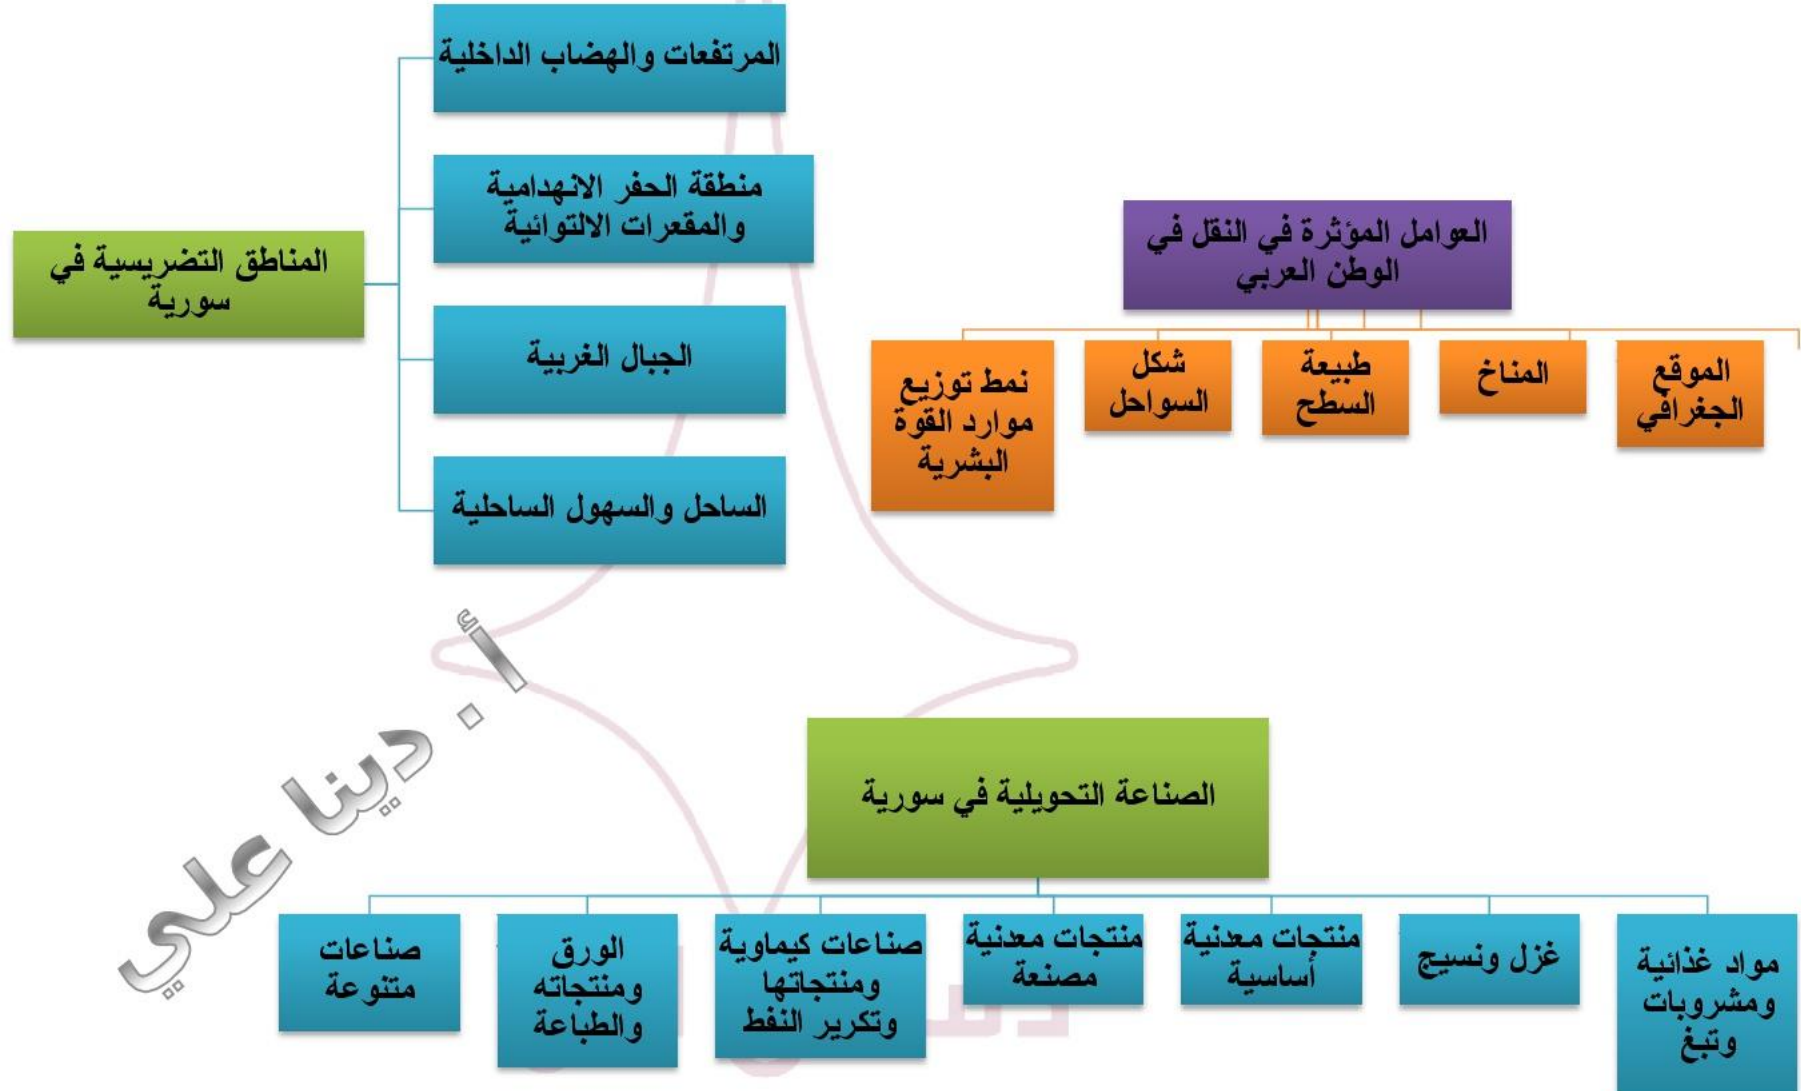 المرتفعات والهضاب الداخلية
منطقة الحفر الانهدامية
والمقعرات الالتوائية
المناطق التضريسية في
سورية
الجبال الغربية
الساحل والسهول الساحلية
العوامل المؤثرة في النقل في
الوطن العربي
الموقع
الجغرافي
المناخ
طبيعة
السطح
شكل
السواحل
نمط توزيع
موارد القوة
البشرية
أ. دينا علي
الصناعة التحويلية في سورية
مواد غذائية
ومشروبات
وتبغ
غزل ونسيج
منتجات معدنية
أساسية
منتجات معدنية
مصنعة
صناعات كيماوية
ومنتجاتها
وتكرير النفط
الورق
ومنتجاته
والطباعة
صناعات
متنوعة